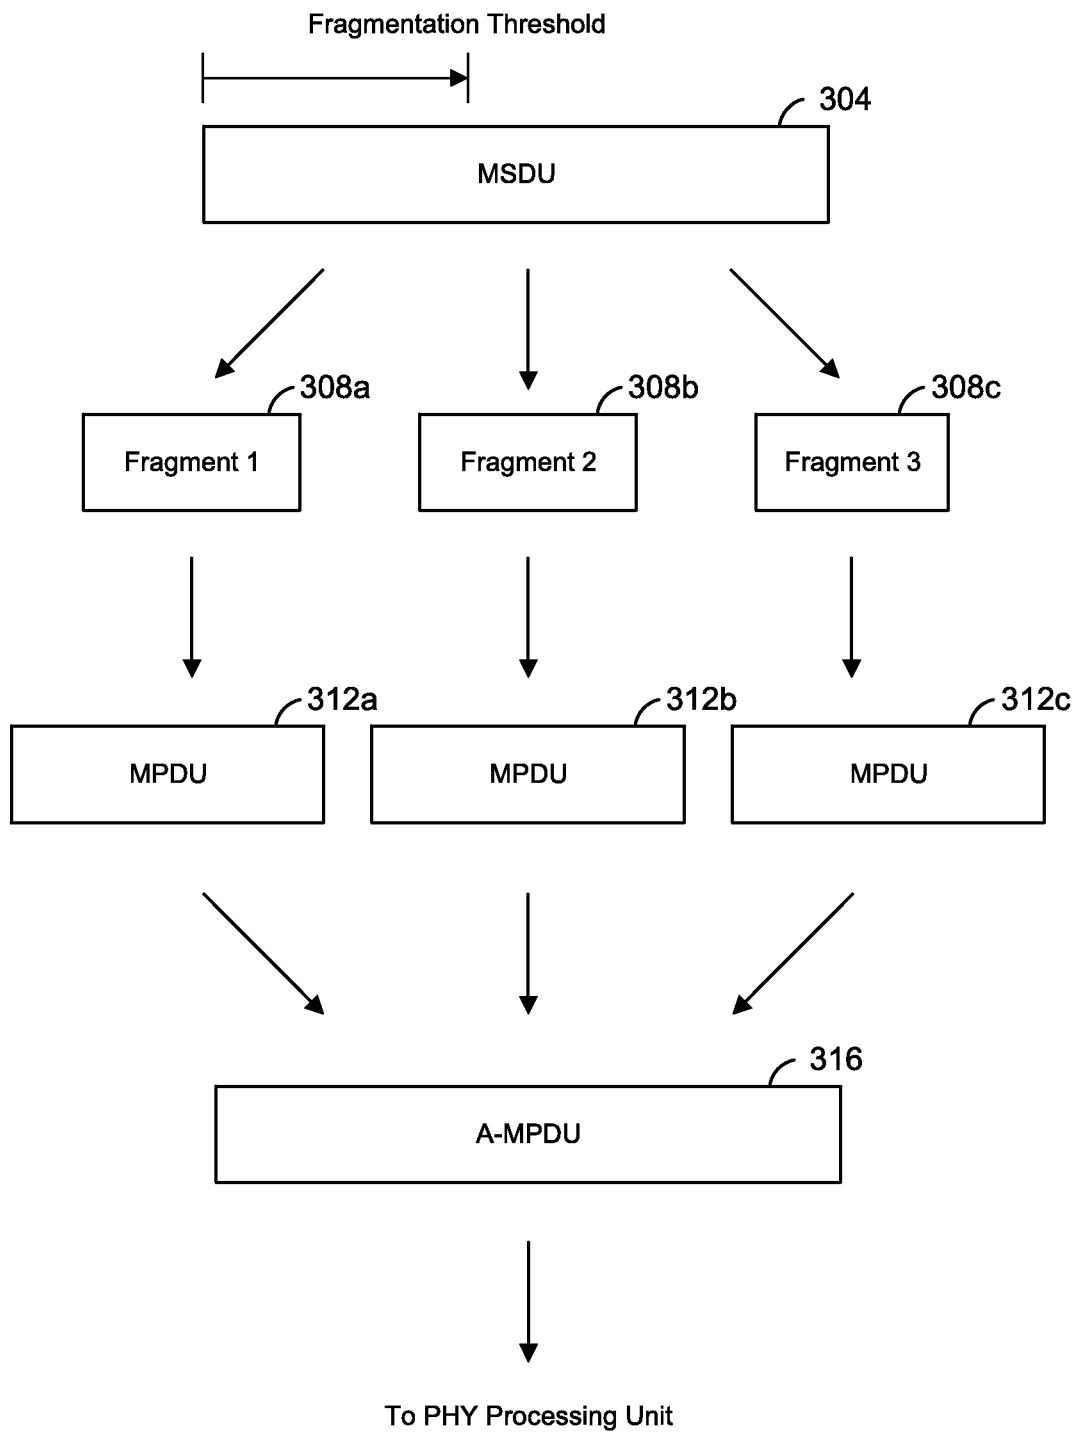 Fragmentation Threshold
304
MSDU
308a
308b
308c
Fragment 1
Fragment 2
Fragment 3
312a
312b
312c
MPDU
MPDU
MPDU
316
A-MPDU
To PHY Processing Unit